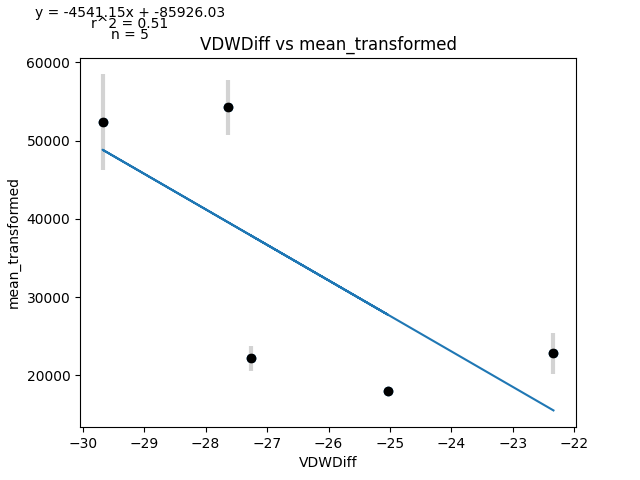 y = -4541.15x + -85926.03
r^2 = 0.51
n = 5
VDWDiff vs mean_transformed
60000
50000
40000
30000
20000
mean_transformed
−30 −29 −28 −27 −26 −25 −24 −23 −22
VDWDiff